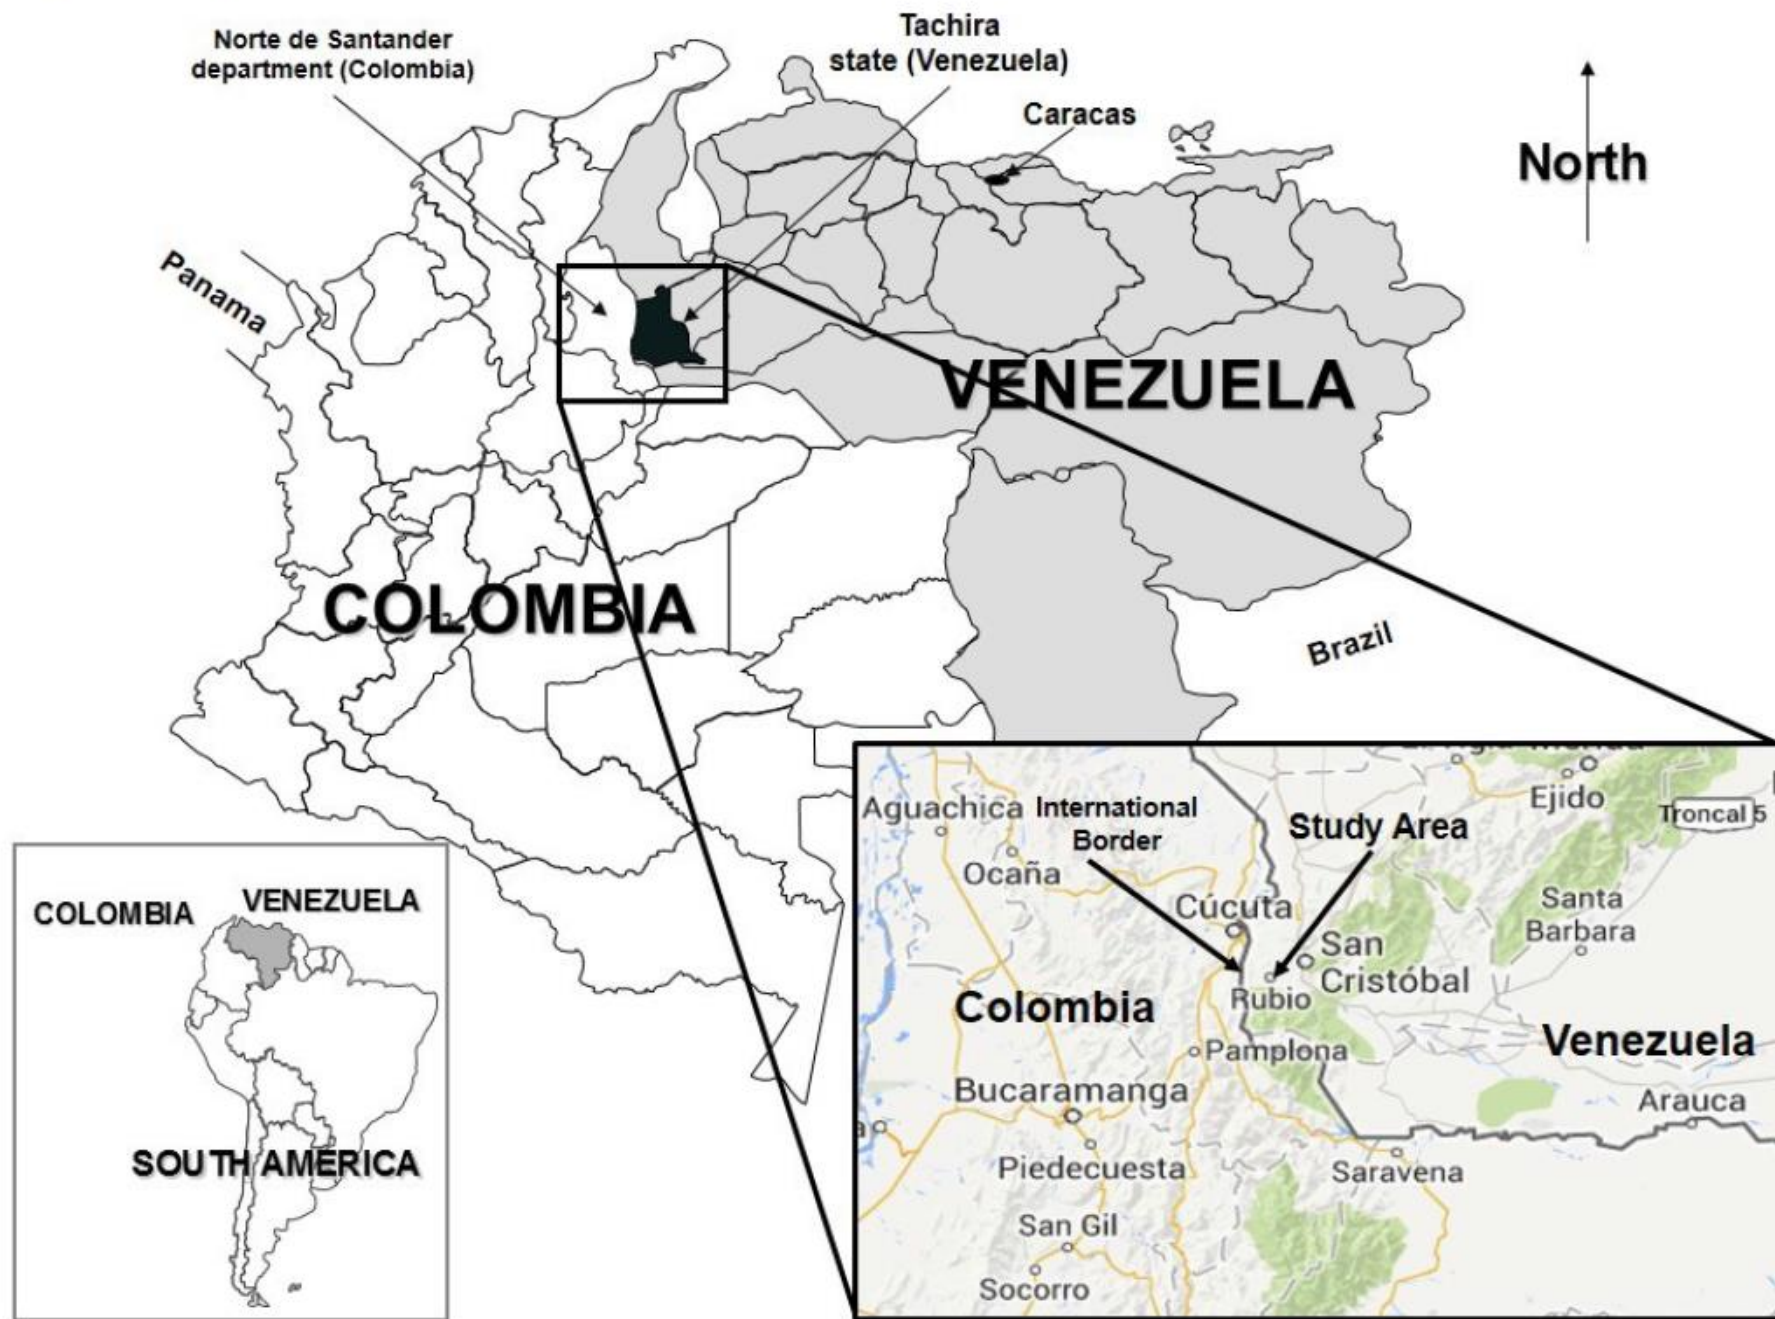 Norte de Santander
department (Colombia)
Tachira
state (Venezuela)
Caracas
North
Panama
VENEZUELA
COLOMBIA
Brazil
COLOMBIA
VENEZUELA
SOUTH AMERICA
Aguachica
International
Border
Study Area
Ejido
Troncal 5
Ocaña
Cúcuta
Santa
Barbara
San
Cristóbal
Rubio
Colombia
Venezuela
Pamplona
Bucaramanga
Arauca
Piedecuesta
Saravena
San Gil
Socorro